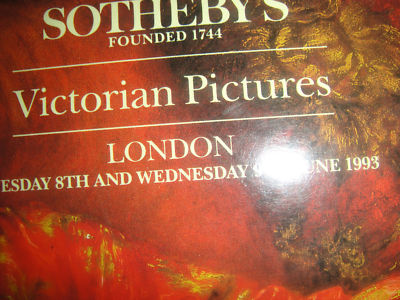 SOTHEBY'S
FOUNDED 1744
Victorian Pictures
LONDON
ESDAY 8TH AND WEDNESDAY JUNE 1993